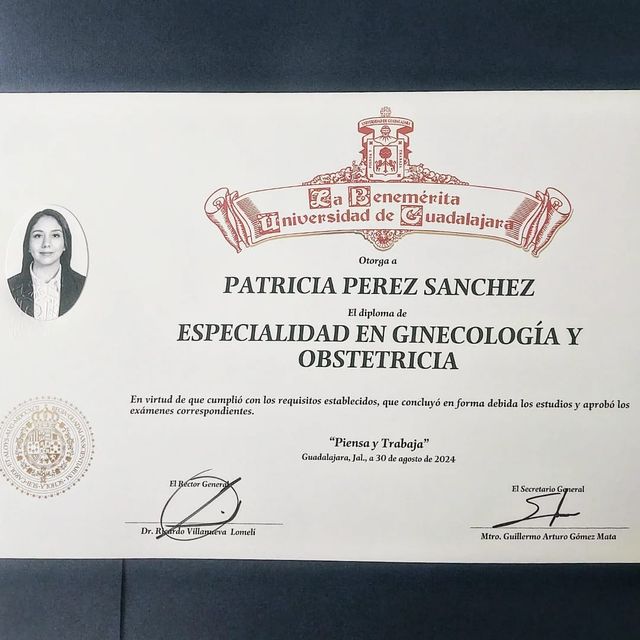 La Benemérita
Universidad de Guadalajara
Otorga a
PATRICIA PEREZ SANCHEZ
El diploma de
ESPECIALIDAD EN GINECOLOGÍA Y
OBSTETRICIA
En virtud de que cumplió con los requisitos establecidos, que concluyó en forma debida los estudios y aprobó los
exámenes correspondientes.
“Piensa y Trabaja”
Guadalajara, Jal., a 30 de agosto de 2024
El Rector General
Dr. Ricardo Villanueva Lomelí
El Secretario General
Mtro. Guillermo Arturo Gómez Mata